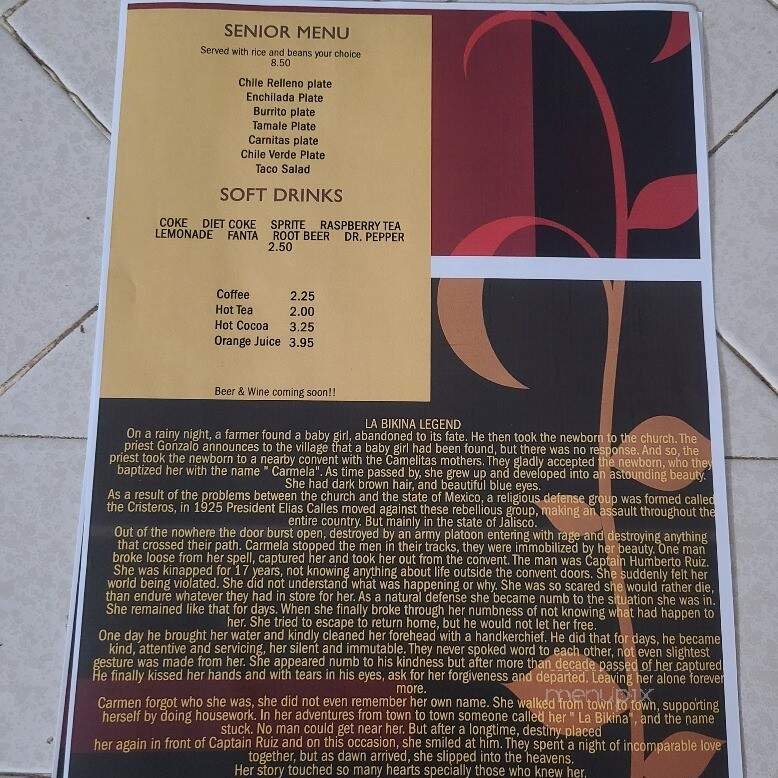 SENIOR MENU
Served with rice and beans your choice
8.50
Chile Relleno plate
Enchilada Plate
Burrito plate
Tamale Plate
Carnitas plate
Chile Verde Plate
Taco Salad
SOFT DRINKS
COKE DIET COKE SPRITE RASPBERRY TEA
LEMONADE FANTA ROOT BEER DR. PEPPER
2.50
Coffee 2.25
Hot Tea 2.00
Hot Cocoa 3.25
Orange Juice 3.95
Beer & Wine coming soon!!
LA BIKINA LEGEND
On a rainy night, a farmer found a baby girl, abandoned to its fate. He then took the newborn to the church. The
priest Gonzalo announces to the village that a baby girl had been found, but there was no response. And so, the
priest took the newborn to a nearby convent with the Camelitas mothers. They gladly accepted the newborn, who they
baptized her with the name " Carmela". As time passed by, she grew up and developed into an astounding beauty.
She had dark brown hair, and beautiful blue eyes.
As a result of the problems between the church and the state of Mexico, a religious defense group was formed called
the Cristeros, in 1925 President Elias Calles moved against these rebellious group, making an assault throughout the
entire country. But mainly in the state of Jalisco.
Out of the nowhere the door burst open, destroyed by an army platoon entering with rage and destroying anything
that crossed their path. Carmela stopped the men in their tracks, they were immobilized by her beauty. One man
broke loose from her spell, captured her and took her out from the convent. The man was Captain Humberto Ruiz.
She was kinapped for 17 years, not knowing anything about life outside the convent doors. She suddenly felt her
world being violated. She did not understand what was happening or why. She was so scared she would rather die,
than endure whatever they had in store for her. As a natural defense she became numb to the situation she was in.
She remained like that for days. When she finally broke through her numbness of not knowing what had happen to
her. She tried to escape to return home, but he would not let her free.
One day he brought her water and kindly cleaned her forehead with a handkerchief. He did that for days, he became
kind, attentive and servicing, her silent and immutable. They never spoked word to each other, not even slightest
gesture was made from her. She appeared numb to his kindness but after more than decade passed of her captured
He finally kissed her hands and with tears in his eyes, ask for her forgiveness and departed. Leaving her alone forever
more.
menupix
Carmen forgot who she was, she did not even remember her own name. She walked from town to town, supporting
herself by doing housework. In her adventures from town to town someone called her " La Bikina", and the name
stuck. No man could get near her. But after a longtime, destiny placed
her again in front of Captain Ruiz and on this occasion, she smiled at him. They spent a night of incomparable love
together, but as dawn arrived, she slipped into the heavens.
Her story touched so many hearts specially those who knew her.